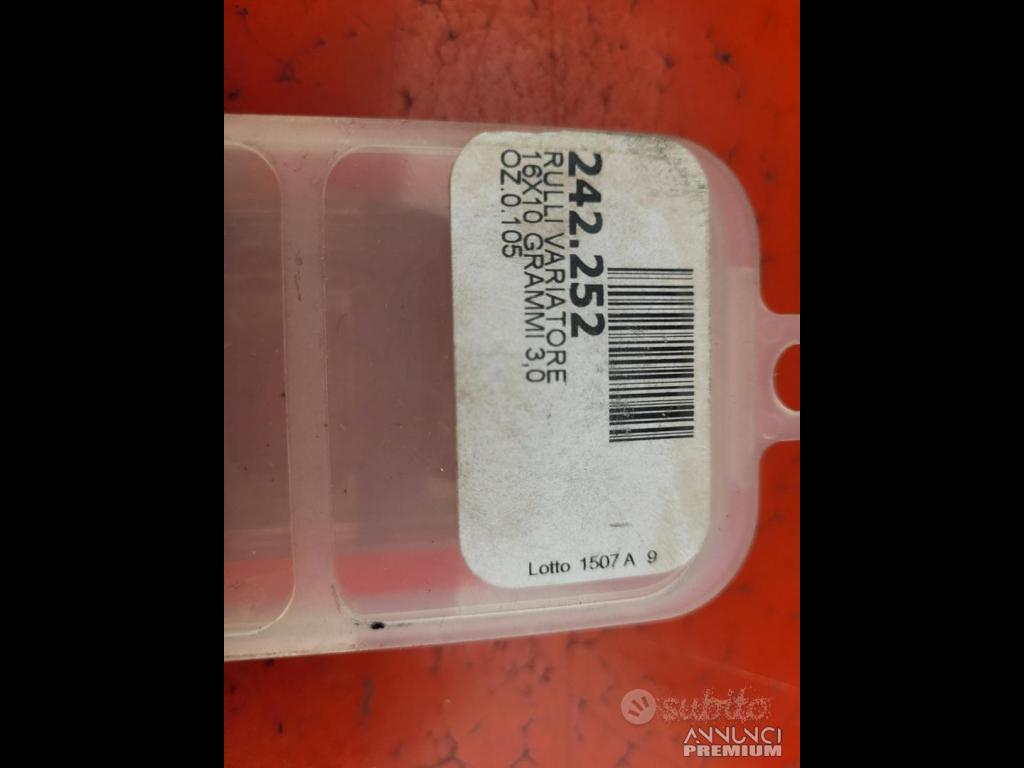 242.252
RULLI VARIATORE
16X10 GRAMMI 3,0
OZ.0.105
Lotto 1507 A 9
subito
ANNUNCI
PREMIUM